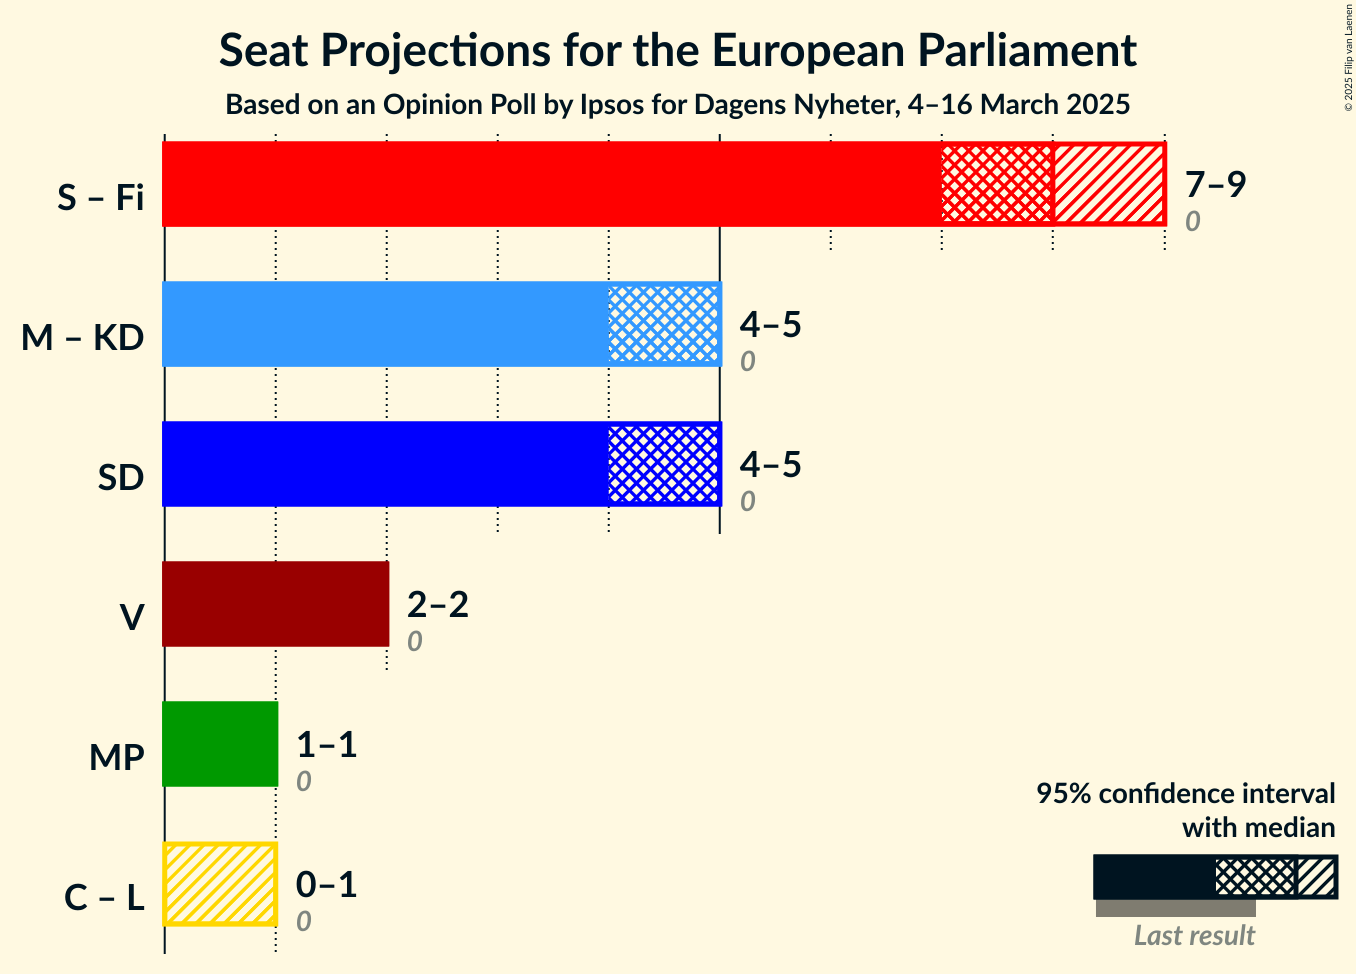 Seat Projections for the European Parliament
Based on an Opinion Poll by Ipsos for Dagens Nyheter, 4–16 March 2025
© 2025 Filip van Laenen
S – Fi
7–9
0
M – KD
4–5
0
SD
4–5
0
V
2–2
0
MP
1–1
0
C – L
0–1
0
95% confidence interval
with median
Last result